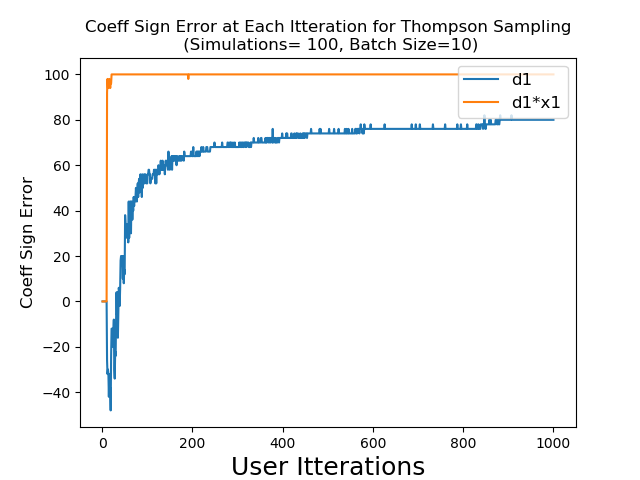 Coeff Sign Error at Each Itteration for Thompson Sampling
(Simulations= 100, Batch Size=10)
100
80
60
40
20
0
−20
−40
Coeff Sign Error
d1
d1*x1
0
200
400
600
800
1000
User Itterations